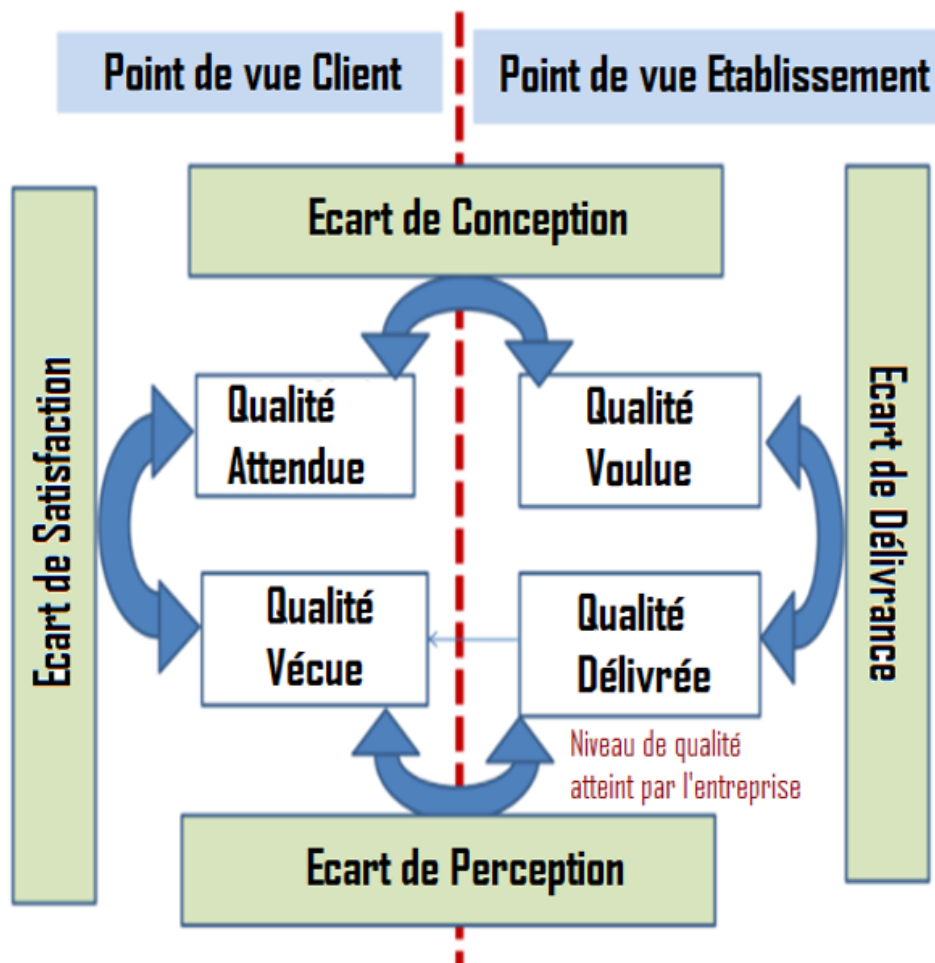 Point de vue Client
Point de vue Etablissement
Ecart de Conception
Ecart de Satisfaction
Qualité
Attendue
Qualité
Voulue
Ecart de Délivrance
Qualité
Vécue
Qualité
Délivrée
Niveau de qualité
atteint par l'entreprise
Ecart de Perception